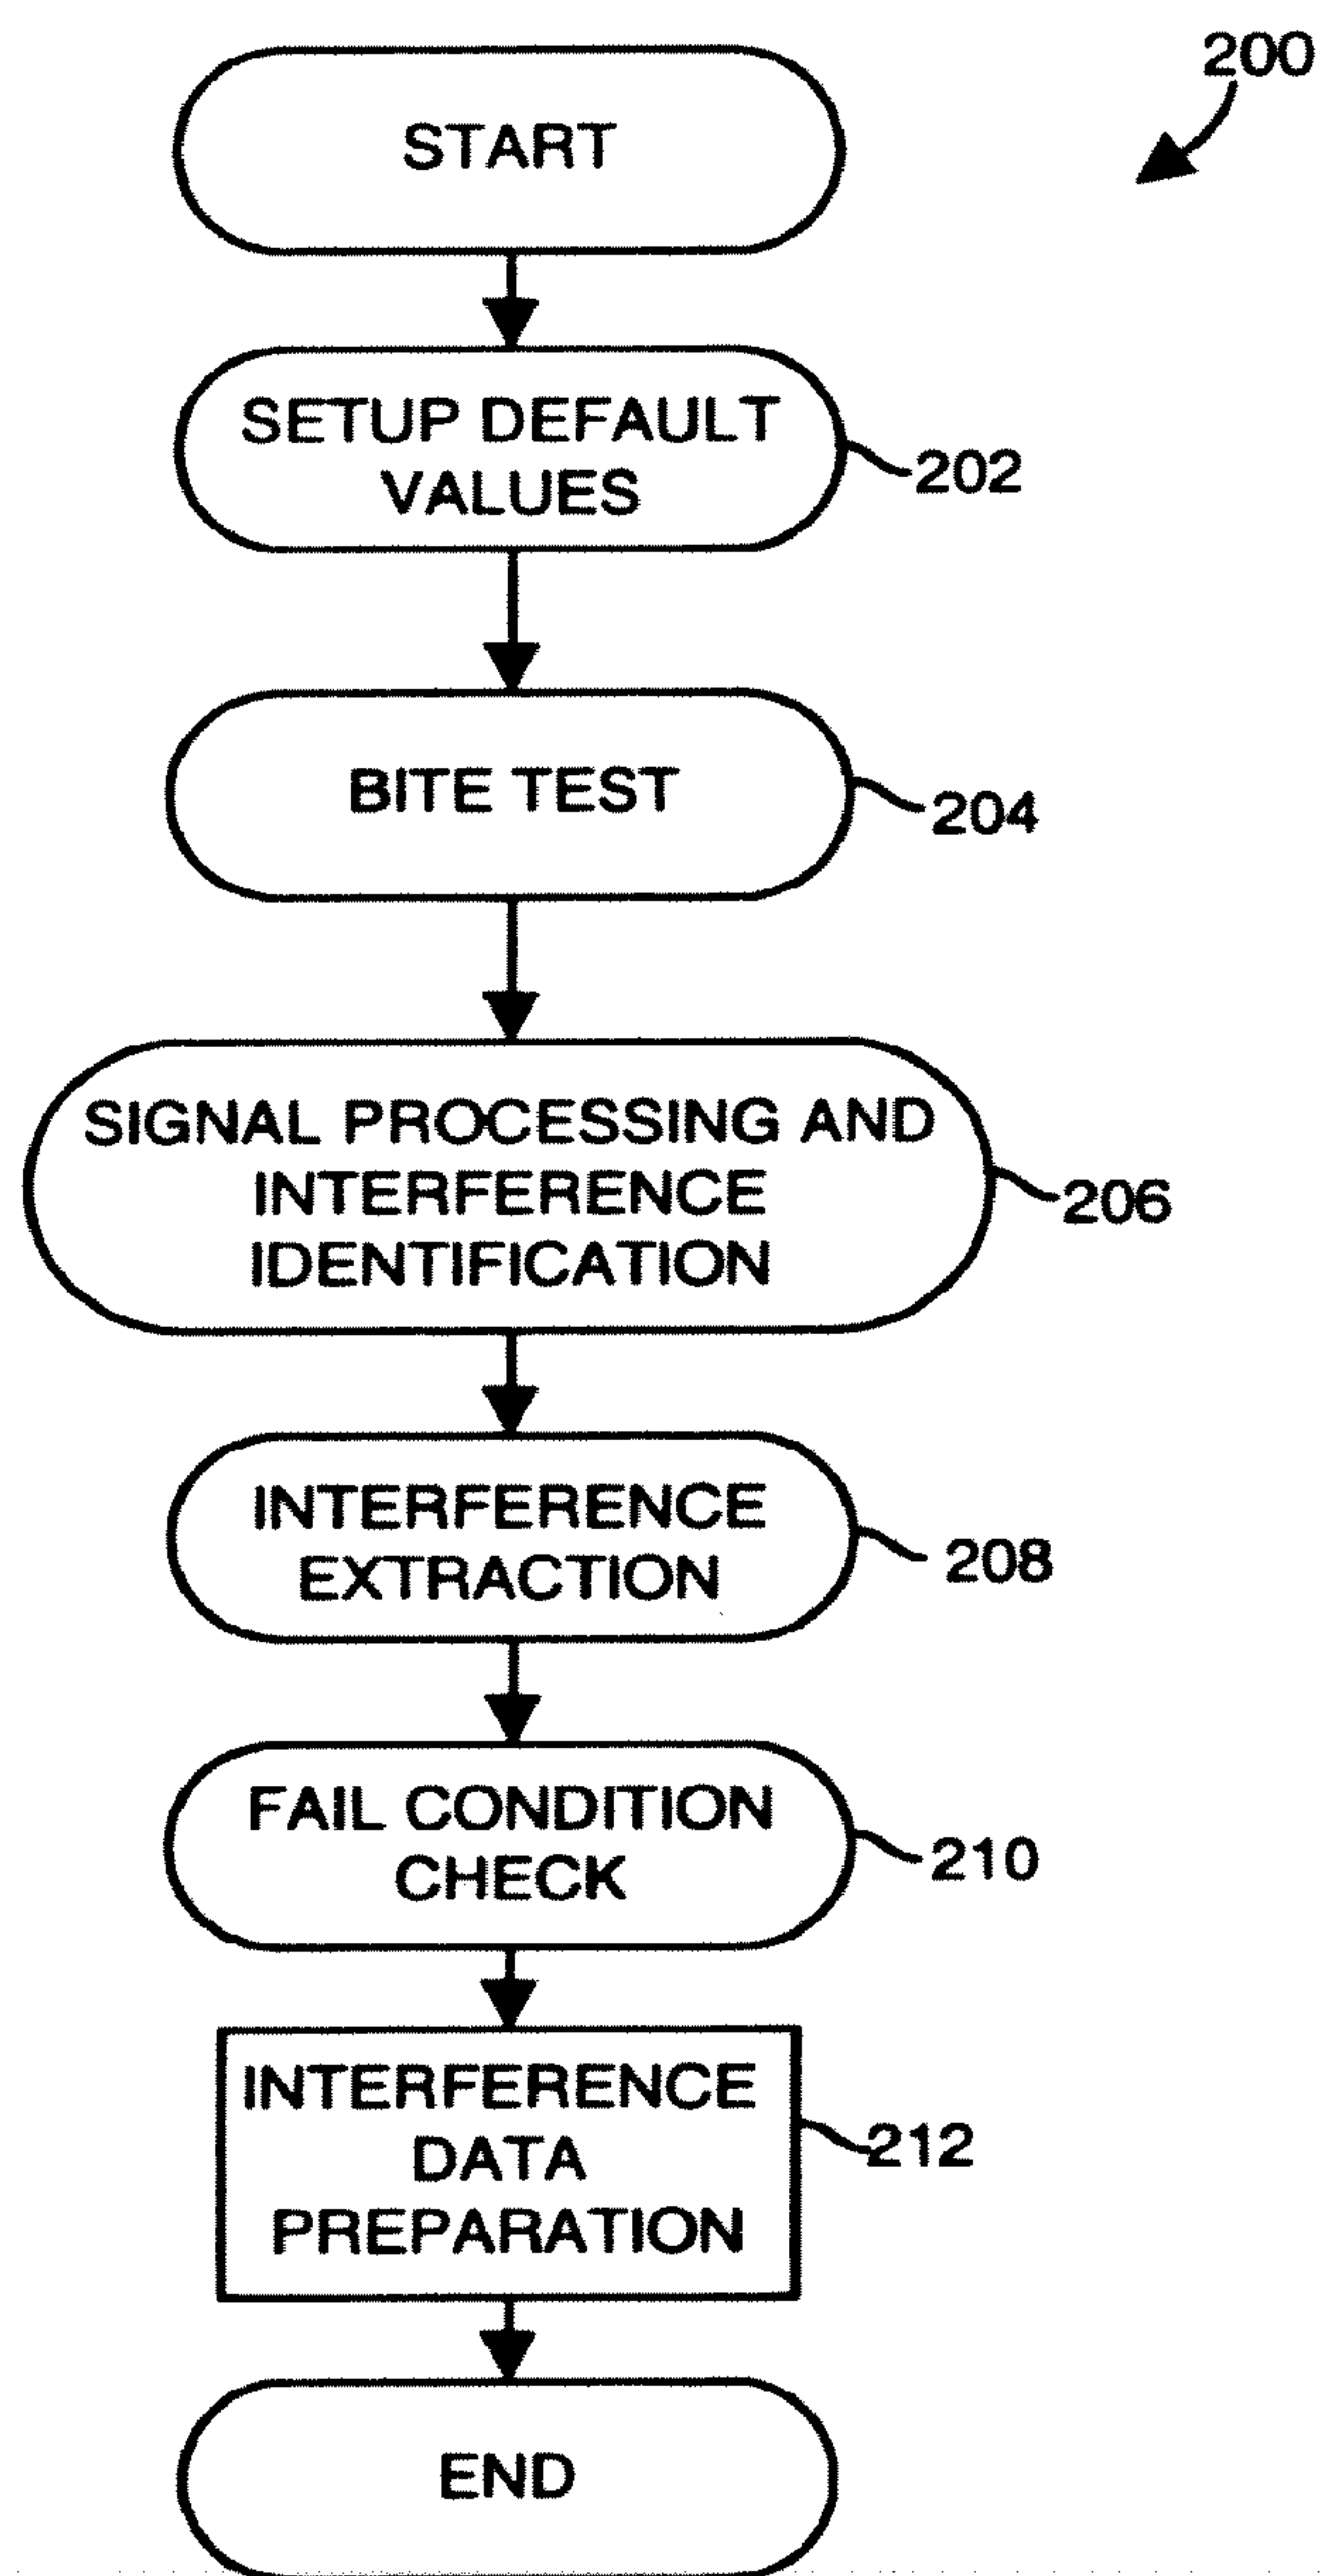 200
START
SETUP DEFAULT
VALUES
202
BITE TEST
204
SIGNAL PROCESSING AND
INTERFERENCE
IDENTIFICATION
206
INTERFERENCE
EXTRACTION
208
FAIL CONDITION
CHECK
210
INTERFERENCE
DATA
PREPARATION
212
END